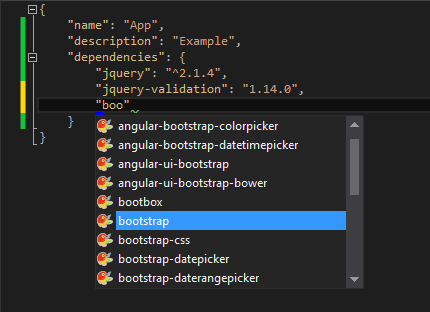 {
"name": "App",
"description": "Example",
"dependencies": {
"jquery": "^2.1.4",
"jquery-validation": "1.14.0",
"boo"
}
}
angular-bootstrap-colorpicker
angular-bootstrap-datetimepicker
angular-ui-bootstrap
angular-ui-bootstrap-bower
bootbox
bootstrap
bootstrap-css
bootstrap-datepicker
bootstrap-daterangepicker